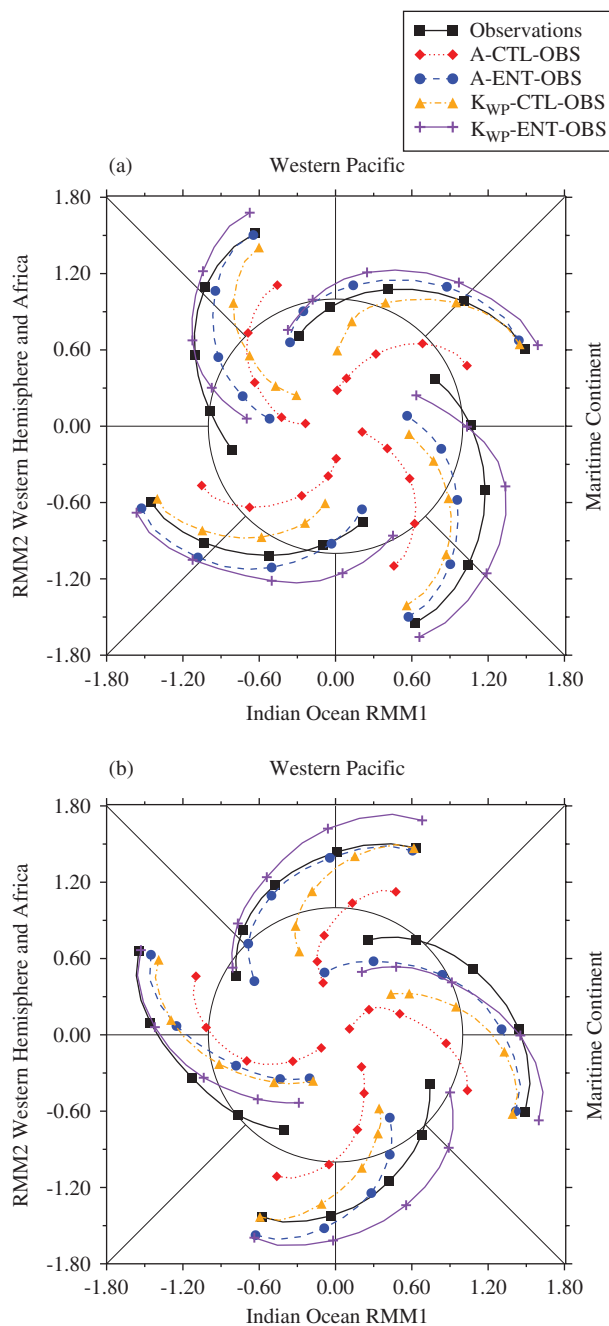 Observations
A-CTL-OBS
A-ENT-OBS
K_WP-CTL-OBS
K_WP-ENT-OBS
(a)
Western Pacific
1.80
1.20
0.60
0.00
-0.60
-1.20
-1.80
RMM2 Western Hemisphere and Africa
Maritime Continent
-1.80 -1.20 -0.60 0.00 0.60 1.20 1.80
Indian Ocean RMM1
(b)
Western Pacific
1.80
1.20
0.60
0.00
-0.60
-1.20
-1.80
RMM2 Western Hemisphere and Africa
Maritime Continent
-1.80 -1.20 -0.60 0.00 0.60 1.20 1.80
Indian Ocean RMM1